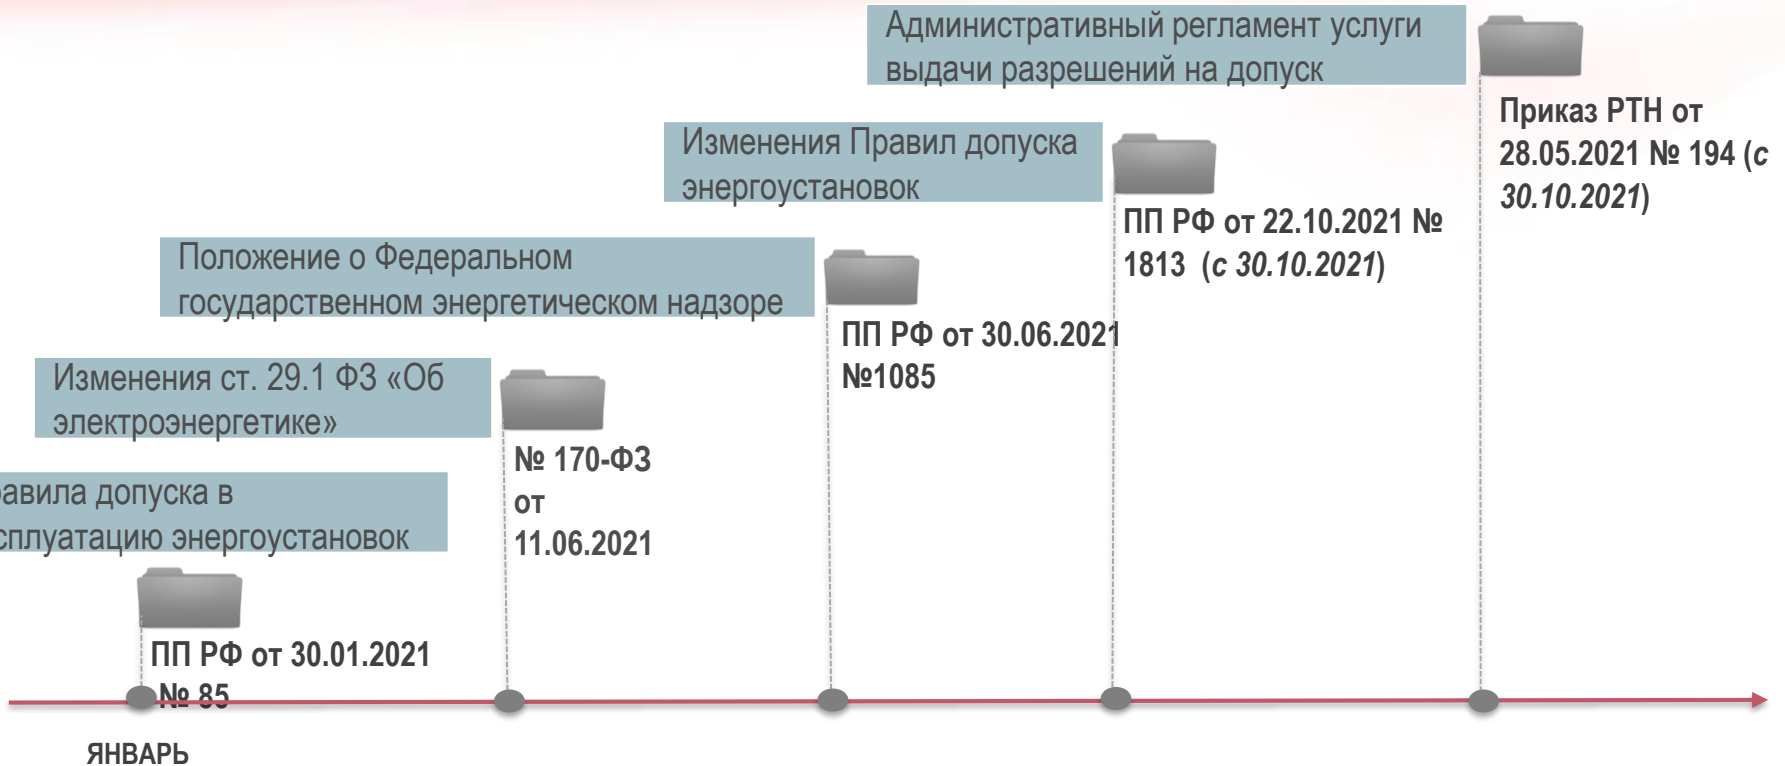 Административный регламент услуги
выдачи разрешений на допуск
Приказ РТН от
28.05.2021 № 194 (с
30.10.2021)
Изменения Правил допуска
энергоустановок
ПП РФ от 22.10.2021 №
1813 (с 30.10.2021)
Положение о Федеральном
государственном энергетическом надзоре
ПП РФ от 30.06.2021
№1085
Изменения ст. 29.1 ФЗ «Об
электроэнергетике»
№ 170-ФЗ
от
11.06.2021
равила допуска в
сплуатацию энергоустановок
ПП РФ от 30.01.2021
№ 85
ЯНВАРЬ